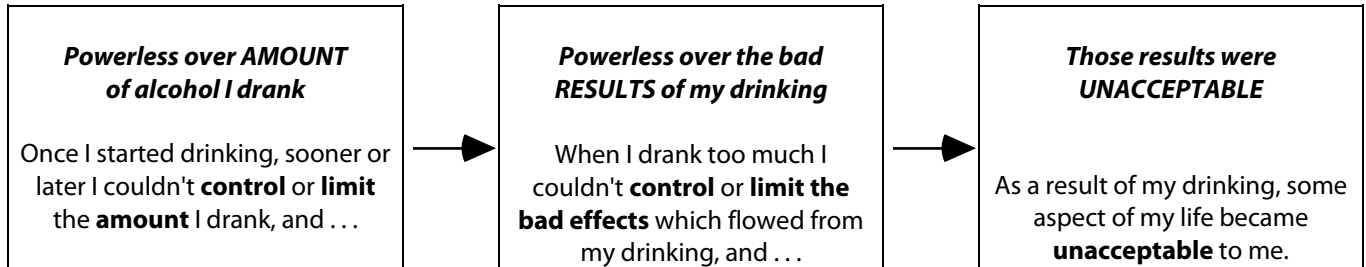 Powerless over AMOUNT
of alcohol I drank
Once I started drinking, sooner or
later I couldn't control or limit
the amount I drank, and . . .
Powerless over the bad
RESULTS of my drinking
When I drank too much I
couldn't control or limit the
bad effects which flowed from
my drinking, and . . .
Those results were
UNACCEPTABLE
As a result of my drinking, some
aspect of my life became
unacceptable to me.